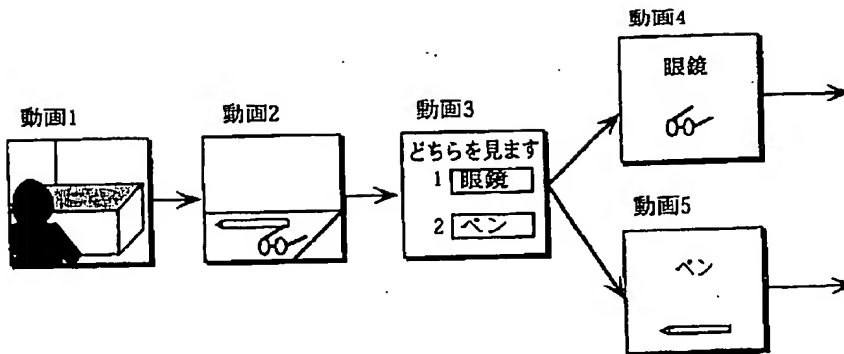 動画1
動画2
動画3
どちらを見ます
1 眼鏡
2 ペン
動画4
眼鏡
動画5
ペン